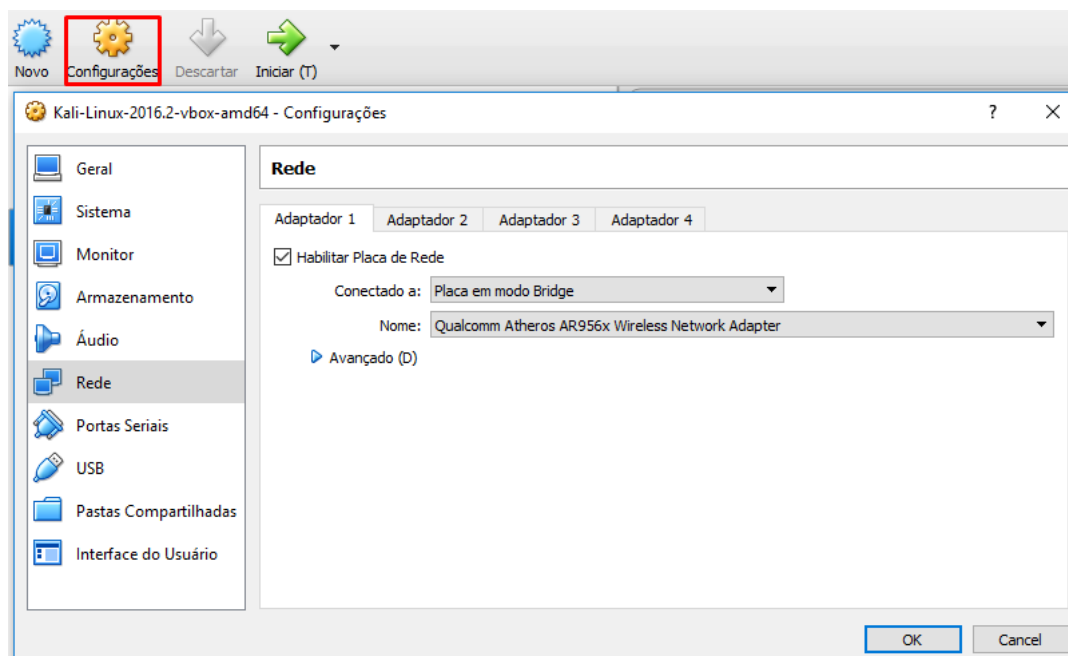 Novo Configurações Descartar Iniciar (T)
Kali-Linux-2016.2-vbox-amd64 - Configurações ?
Geral
Sistema
Monitor
Armazenamento
Áudio
Rede
Portas Seriais
USB
Pastas Compartilhadas
Interface do Usuário
Rede
Adaptador 1 Adaptador 2 Adaptador 3 Adaptador 4
Habilitar Placa de Rede
Conectado a: Placa em modo Bridge
Nome: Qualcomm Atheros AR956x Wireless Network Adapter
Avançado (D)
OK Cancel